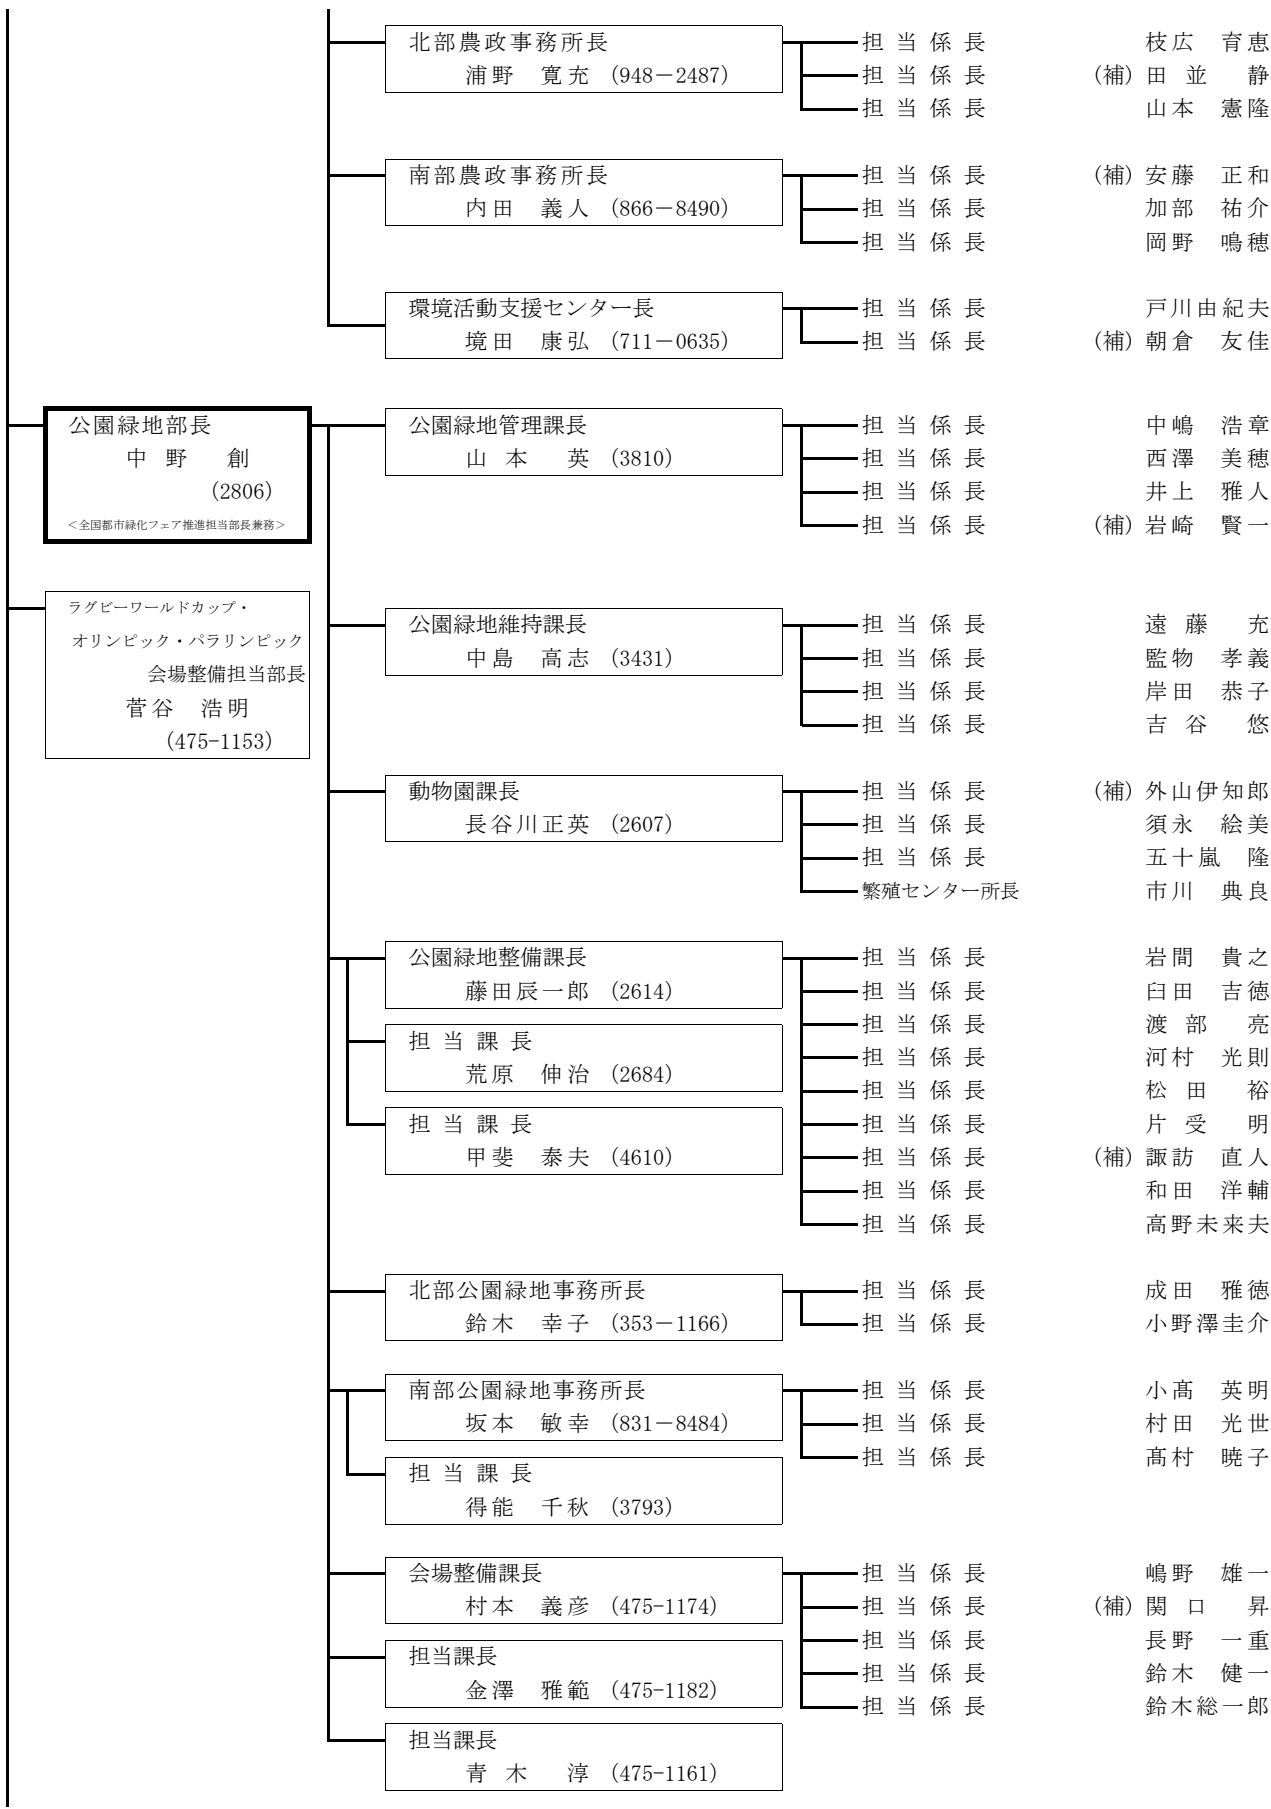 北部農政事務所長 担当係長 枝広 育恵
浦野 寛充 (948－2487) 担当係長 (補) 田並 静
担当係長 山本 憲隆
南部農政事務所長 担当係長 (補) 安藤 正和
内田 義人 (866－8490) 担当係長 加部 祐介
担当係長 岡野 鳴穂
環境活動支援センター長 担当係長 戸川由紀夫
境田 康弘 (711－0635) 担当係長 (補) 朝倉 友佳
公園緑地部長
中野 創
(2806)
＜全国都市緑化フェア推進担当部長兼務＞
公園緑地管理課長 担当係長 中嶋 浩章
山本 英 (3810) 担当係長 西澤 美穂
担当係長 井上 雅人
担当係長 (補) 岩崎 賢一
ラグビーワールドカップ・
オリンピック・パラリンピック
会場整備担当部長
菅谷 浩明
(475-1153)
公園緑地維持課長 担当係長 遠藤 充
中島 高志 (3431) 担当係長 監物 孝義
担当係長 岸田 恭子
担当係長 吉谷 悠
動物園課長 担当係長 (補) 外山伊知郎
長谷川正英 (2607) 担当係長 須永 絵美
担当係長 五十嵐 隆
繁殖センター所長 市川 典良
公園緑地整備課長 担当係長 岩間 貴之
藤田辰一郎 (2614) 担当係長 臼田 吉徳
担当係長 渡部 亮
担当課長 担当係長 河村 光則
荒原 伸治 (2684) 担当係長 松田 裕
担当課長 担当係長 片受 明
甲斐 泰夫 (4610) 担当係長 (補) 諏訪 直人
担当係長 和田 洋輔
担当係長 高野未来夫
北部公園緑地事務所長 担当係長 成田 雅徳
鈴木 幸子 (353－1166) 担当係長 小野澤圭介
南部公園緑地事務所長 担当係長 小髙 英明
坂本 敏幸 (831－8484) 担当係長 村田 光世
担当係長 髙村 暁子
担当課長
得能 千秋 (3793)
会場整備課長 担当係長 嶋野 雄一
村本 義彦 (475-1174) 担当係長 (補) 関口 昇
担当係長 長野 一重
担当課長 担当係長 鈴木 健一
金澤 雅範 (475-1182) 担当係長 鈴木総一郎
担当課長
青木 淳 (475-1161)